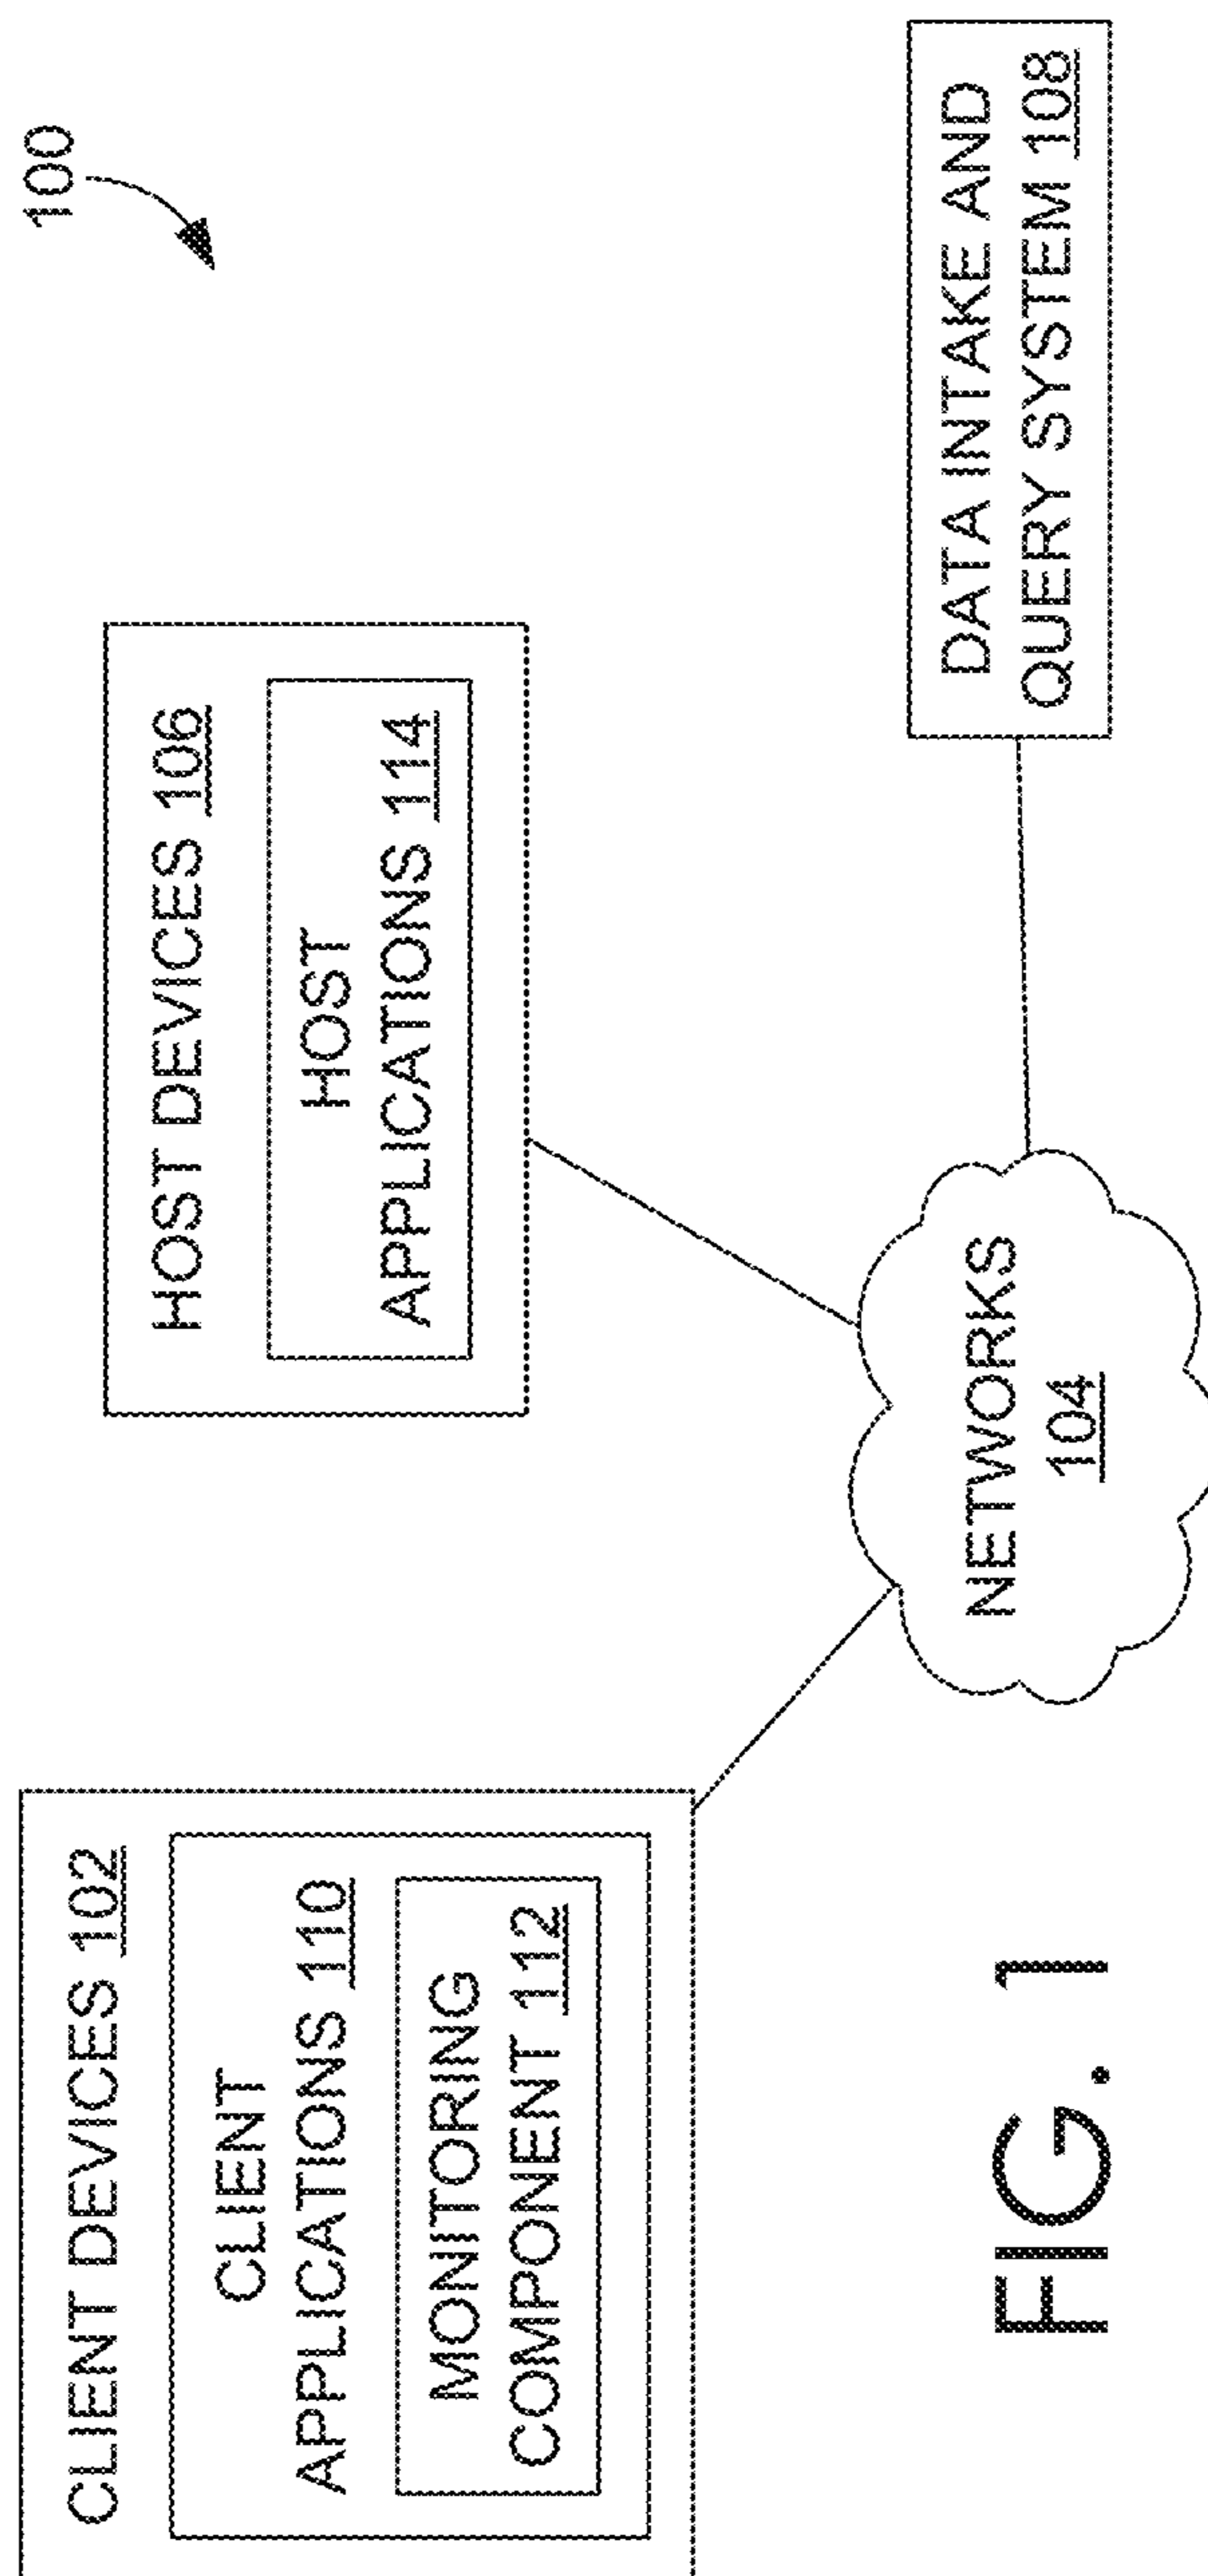 100
CLIENT DEVICES 102
CLIENT
APPLICATIONS 110
MONITORING
COMPONENT 112
HOST DEVICES 106
HOST
APPLICATIONS 114
NETWORKS
104
DATA INTAKE AND
QUERY SYSTEM 108
FIG. 1